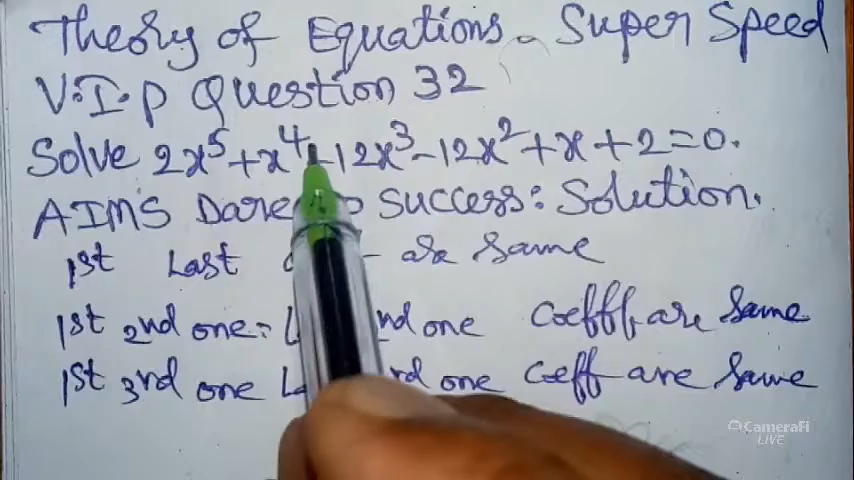 Theory of Equations. Super Speed
V.I.P Question 32
Solve 2x⁵+x⁴-12x³-12x²+x+2=0.
AIMS Dare to Success: Solution.
1st Last are same
1st 2nd one = nd one Coefff. are same
1st 3rd one rd one Coeff are same
CameraFi
LIVE